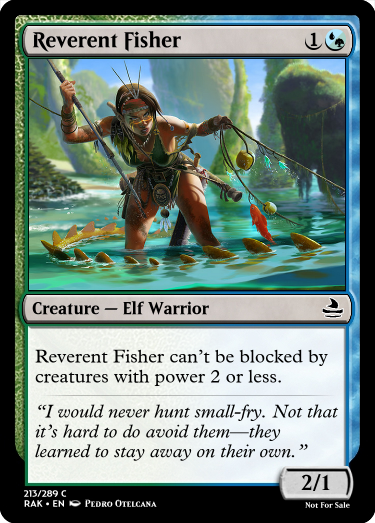 Reverent Fisher 1
Creature — Elf Warrior
Reverent Fisher can't be blocked by
creatures with power 2 or less.
“I would never hunt small-fry. Not that
it's hard to do avoid them—they
learned to stay away on their own.”
2/1
213/289 C
RAK • EN Pedro Otelcana
Not For Sale